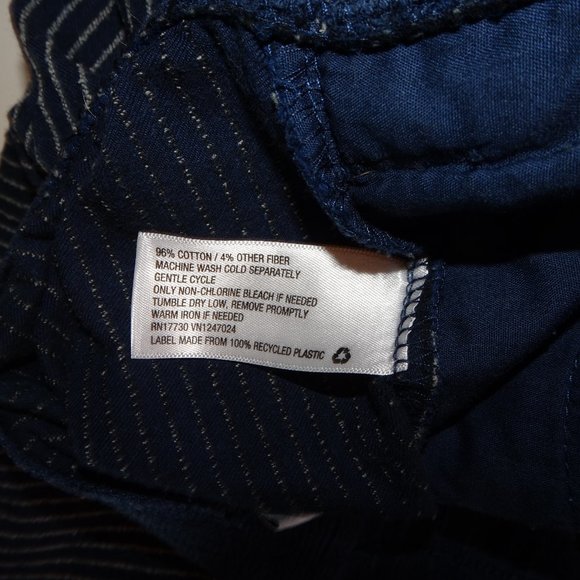 96% COTTON / 4% OTHER FIBER
MACHINE WASH COLD SEPARATELY
GENTLE CYCLE
ONLY NON-CHLORINE BLEACH IF NEEDED
TUMBLE DRY LOW, REMOVE PROMPTLY
WARM IRON IF NEEDED
RN17730 VN1247024
LABEL MADE FROM 100% RECYCLED PLASTIC